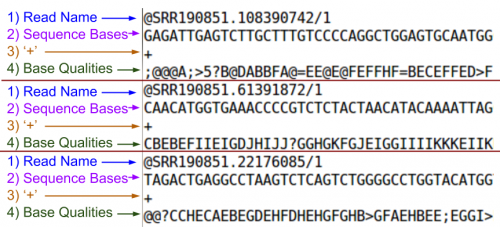 1) Read Name @SRR190851.108390742/1
2) Sequence Bases GAGATTGAGTCTTGCTTTGTCCCCAGGCTGGAGTGCAATGG
3) ‘+’ +
4) Base Qualities ;@@@A;>5?B@DABBFA@=EE@E@FEFFHF=BECEFFED>F
1) Read Name @SRR190851.61391872/1
2) Sequence Bases CAACATGGTGAAACCCCGTCTCTACTAACATACAAAATTAG
3) ‘+’ +
4) Base Qualities CBEBEFIIEIGDJHIJJ?GGHGKFGJEIGGIIIIKKKEIIK
1) Read Name @SRR190851.22176085/1
2) Sequence Bases TAGACTGAGGCCTAAGTCTCAGTCTGGGGCCTGGTACATGG
3) ‘+’ +
4) Base Qualities @@?CCHECAEBEGDEHFDHEHGFGHB>GFAEHBEE;EGGI>